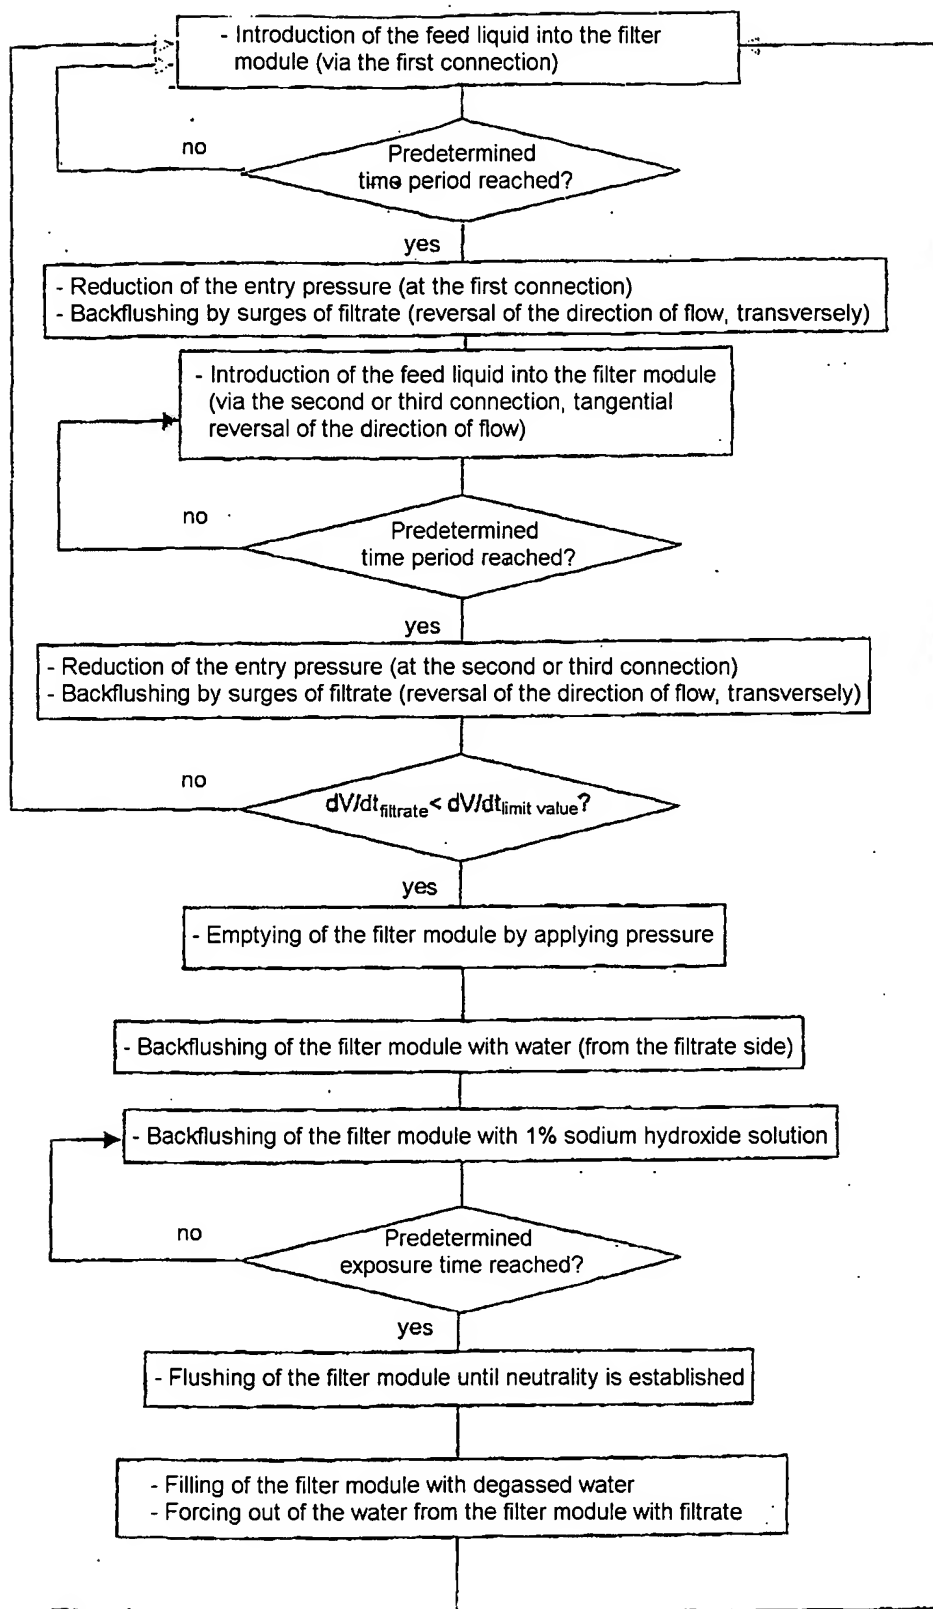 - Introduction of the feed liquid into the filter
module (via the first connection)
Predetermined
time period reached?
no
yes
- Reduction of the entry pressure (at the first connection)
- Backflushing by surges of filtrate (reversal of the direction of flow, transversely)
- Introduction of the feed liquid into the filter module
(via the second or third connection, tangential
reversal of the direction of flow)
no
Predetermined
time period reached?
yes
- Reduction of the entry pressure (at the second or third connection)
- Backflushing by surges of filtrate (reversal of the direction of flow, transversely)
no
dV/dt filtrate < dV/dt limit value?
yes
- Emptying of the filter module by applying pressure
- Backflushing of the filter module with water (from the filtrate side)
- Backflushing of the filter module with 1% sodium hydroxide solution
no
Predetermined
exposure time reached?
yes
- Flushing of the filter module until neutrality is established
- Filling of the filter module with degassed water
- Forcing out of the water from the filter module with filtrate